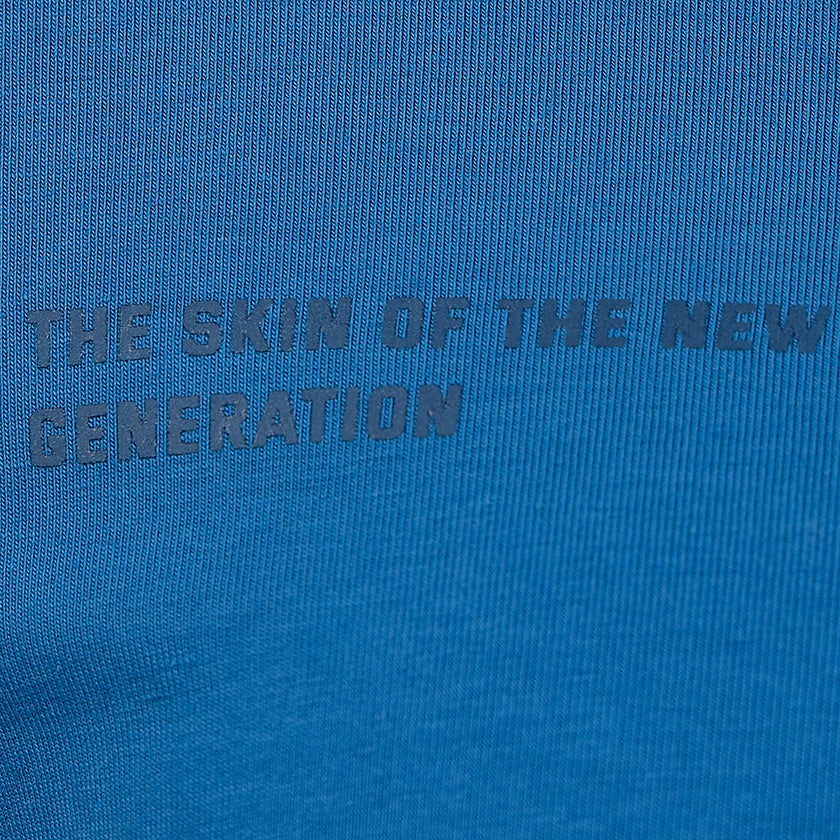 THE SKIN OF THE NEW
GENERATION